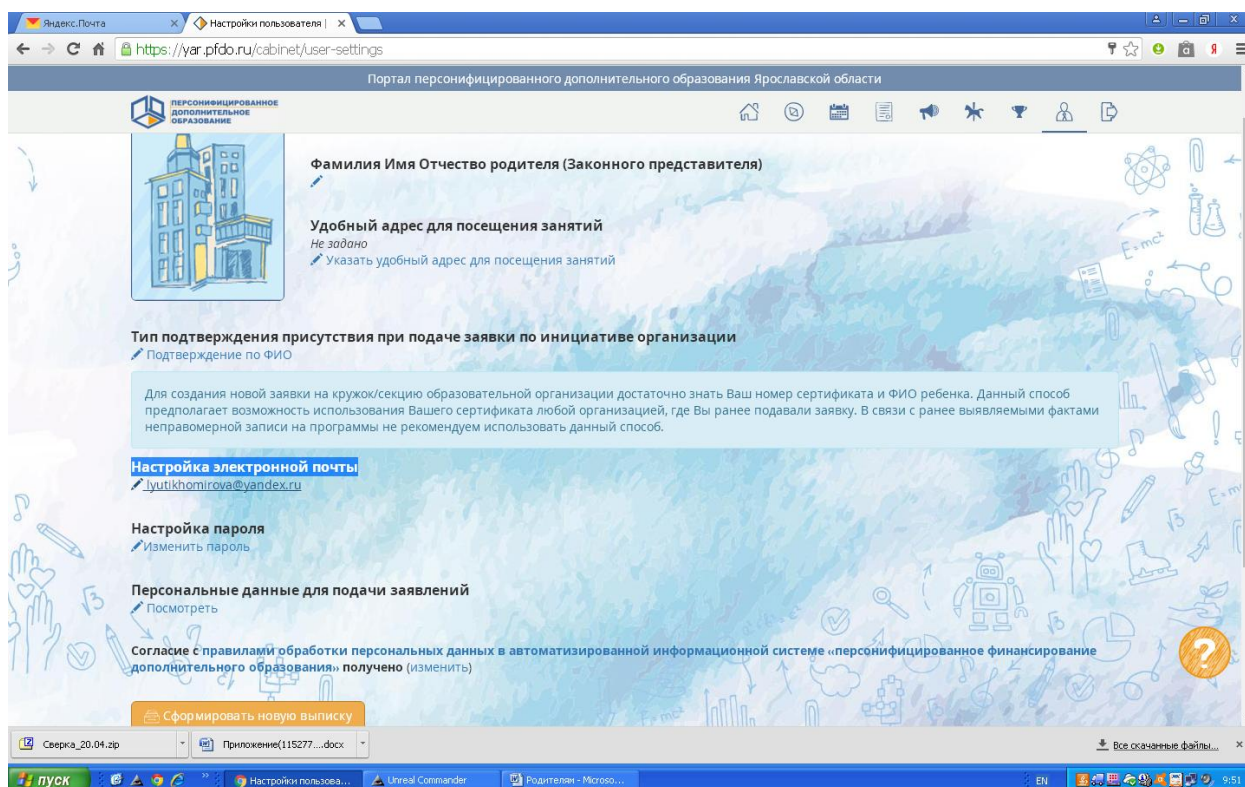 Яндекс.Почта
Настройки пользователя |
https://yar.pfdo.ru/cabinet/user-settings
Портал персонифицированного дополнительного образования Ярославской области
ПЕРСОНИФИЦИРОВАННОЕ
ДОПОЛНИТЕЛЬНОЕ
ОБРАЗОВАНИЕ
Фамилия Имя Отчество родителя (Законного представителя)
Удобный адрес для посещения занятий
Не задано
Указать удобный адрес для посещения занятий
Тип подтверждения присутствия при подаче заявки по инициативе организации
Подтверждение по ФИО
Для создания новой заявки на кружок/секцию образовательной организации достаточно знать Ваш номер сертификата и ФИО ребенка. Данный способ
предполагает возможность использования Вашего сертификата любой организацией, где Вы ранее подавали заявку. В связи с ранее выявляемыми фактами
неправомерной записи на программы не рекомендуем использовать данный способ.
Настройка электронной почты
lyutikhomirova@yandex.ru
Настройка пароля
Изменить пароль
Персональные данные для подачи заявлений
Посмотреть
Согласие с правилами обработки персональных данных в автоматизированной информационной системе «персонифицированное финансирование
дополнительного образования» получено (изменить)
Сформировать новую выписку
Сверка_20.04.zip
Приложение(115277....docx
Все скачанные файлы...
пуск
Настройки пользова...
Unreal Commander
Родителям - Microso...
EN
9:51